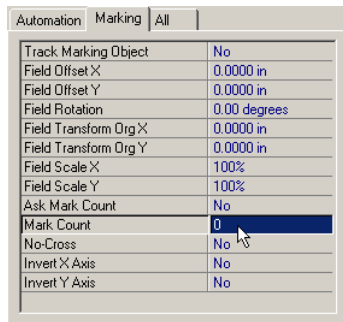 Automation Marking All
Track Marking Object No
Field Offset X 0.0000 in
Field Offset Y 0.0000 in
Field Rotation 0.00 degrees
Field Transform Org X 0.0000 in
Field Transform Org Y 0.0000 in
Field Scale X 100%
Field Scale Y 100%
Ask Mark Count No
Mark Count 0
No-Cross No
Invert X Axis No
Invert Y Axis No